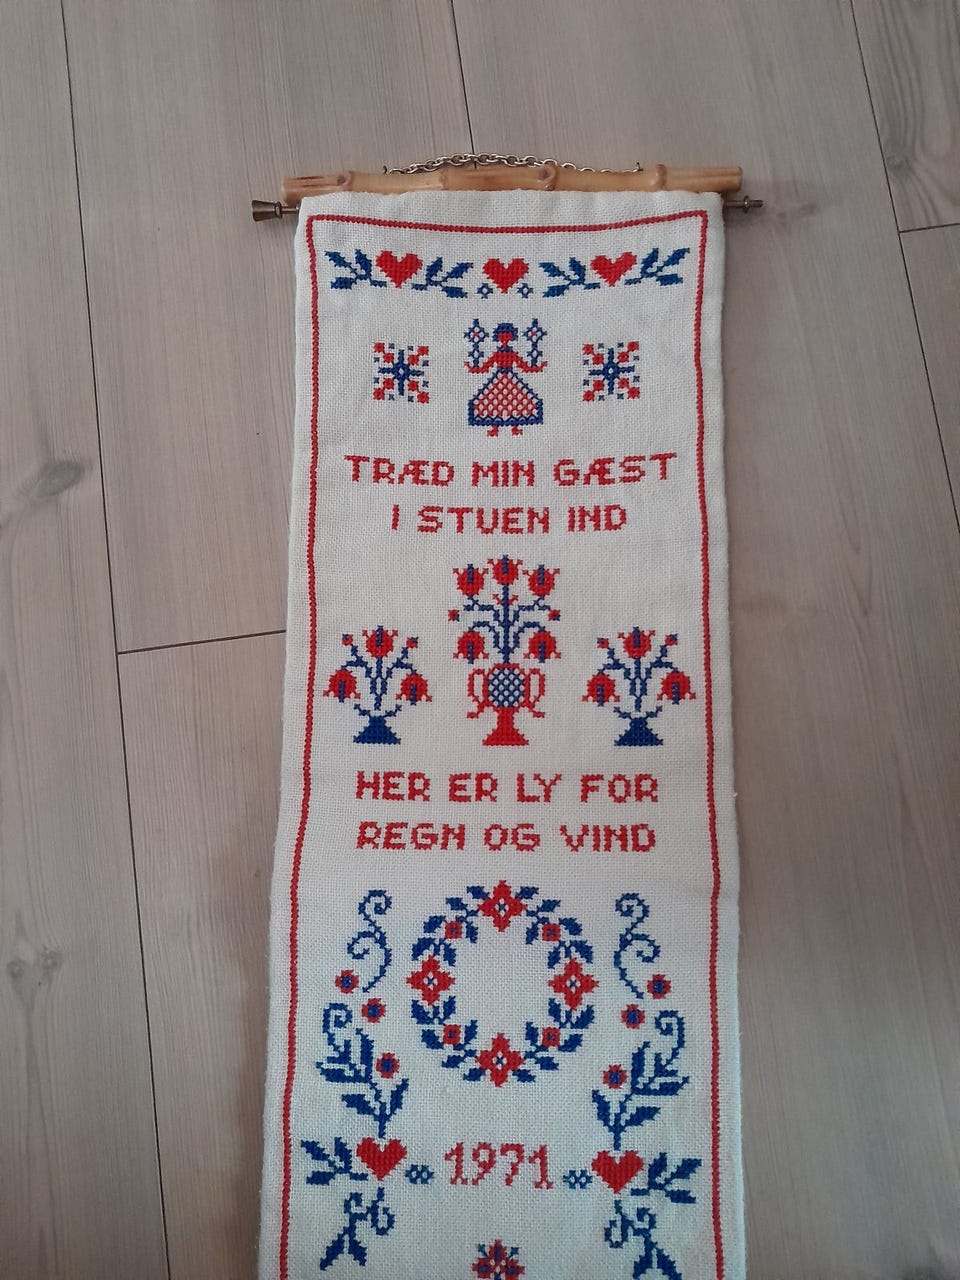 TRÆD MIN GÆST
I STUEN IND
HER ER LY FOR
REGN OG VIND
1971